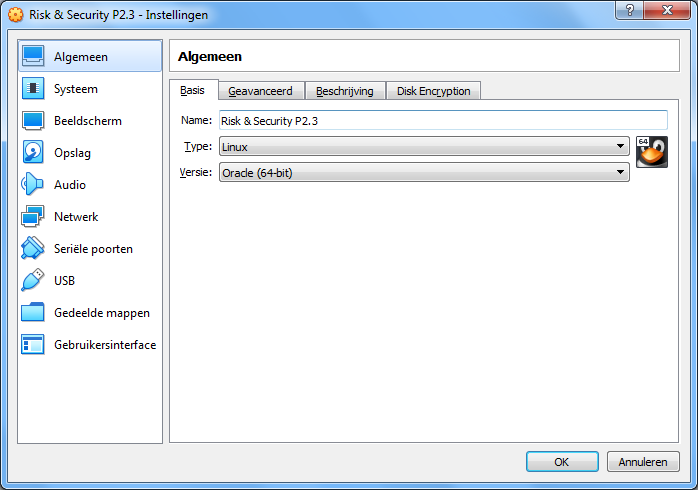 Risk & Security P2.3 - Instellingen
?
Algemeen
Systeem
Beeldscherm
Opslag
Audio
Netwerk
Seriële poorten
USB
Gedeelde mappen
Gebruikersinterface
Algemeen
Basis Geavanceerd Beschrijving Disk Encryption
Name: Risk & Security P2.3
Type: Linux
64
Versie: Oracle (64-bit)
OK Annuleren